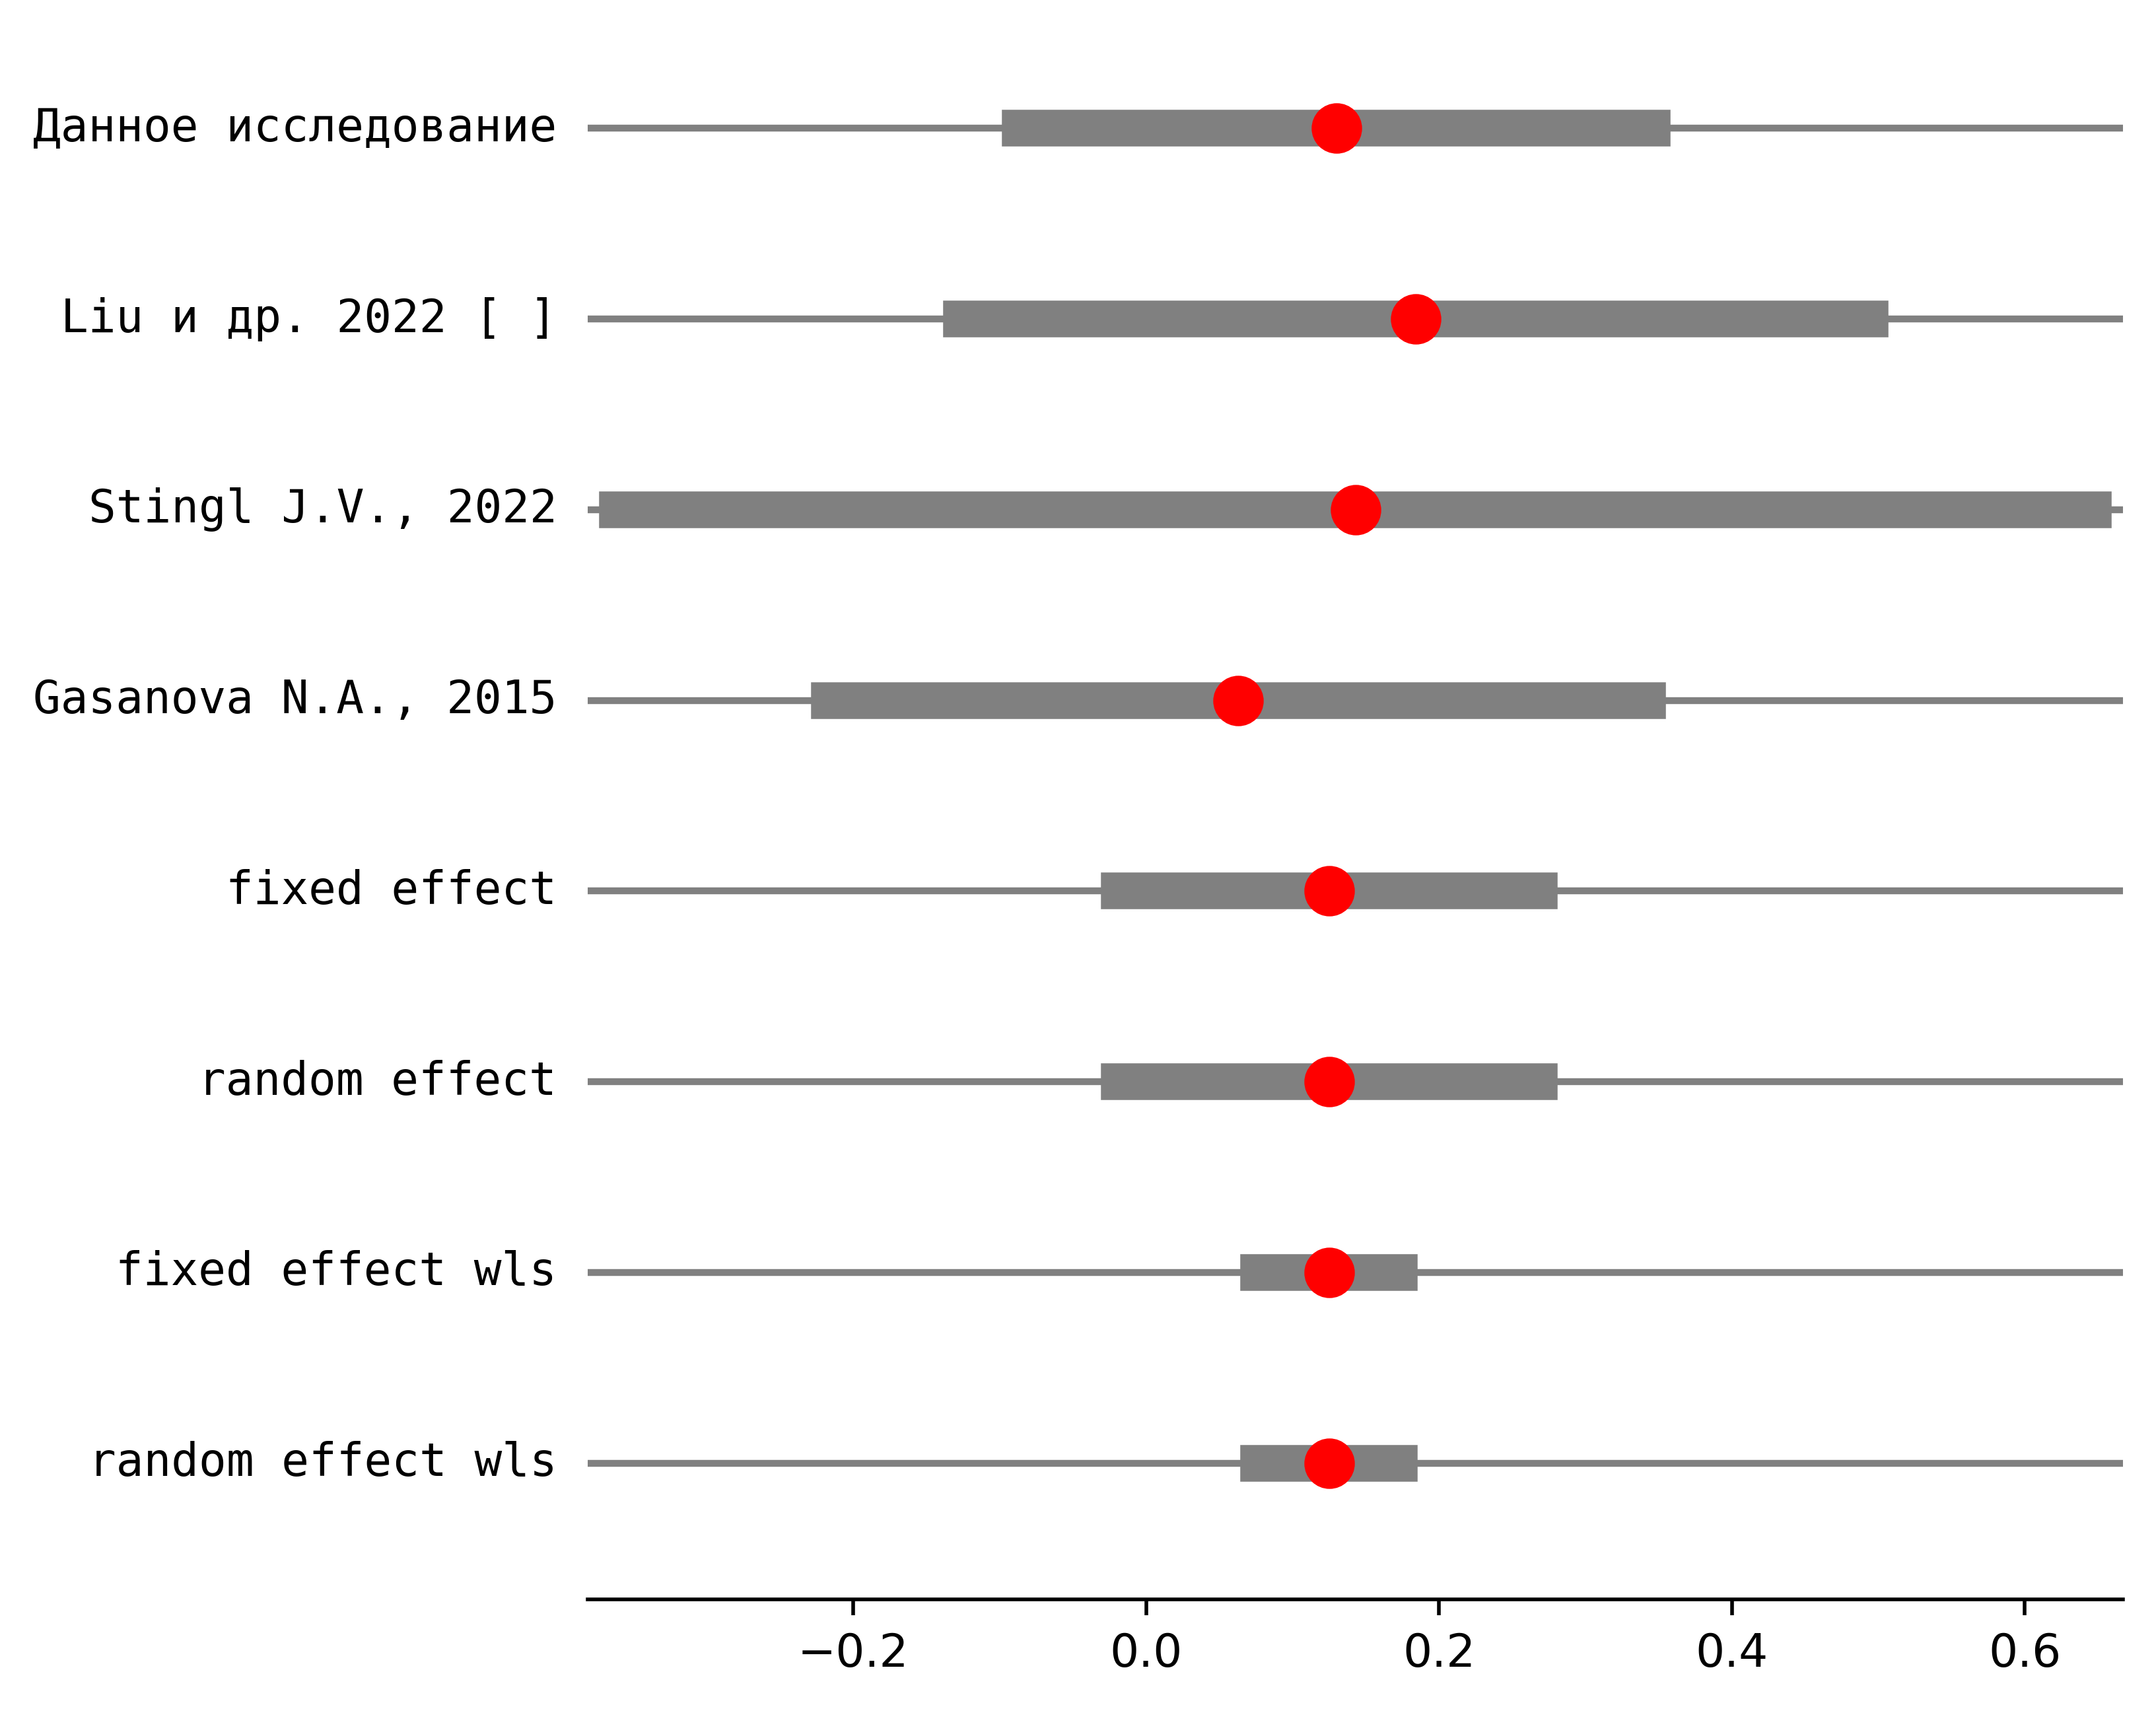 Данное исследование
Liu и др. 2022 [ ]
Stingl J.V., 2022
Gasanova N.A., 2015
fixed effect
random effect
fixed effect wls
random effect wls
−0.2 0.0 0.2 0.4 0.6